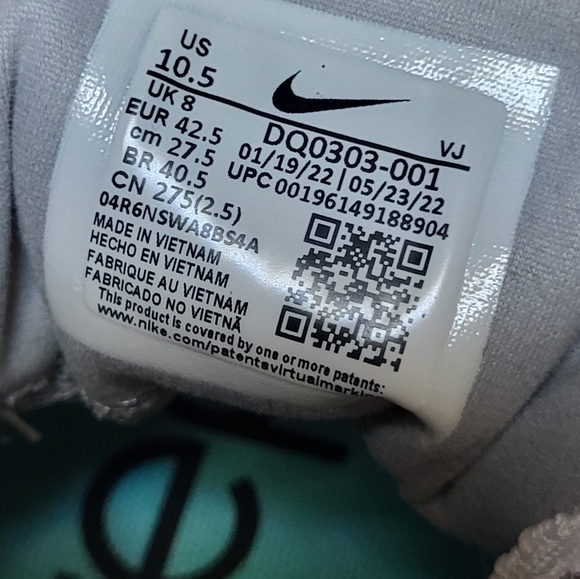 US
10.5
UK 8
EUR 42.5
cm 27.5
BR 40.5
CN 275(2.5)
DQ0303-001
VJ
01/19/22 | 05/23/22
UPC 00196149188904
04R6NSWA8BS4A
MADE IN VIETNAM
HECHO EN VIETNAM
FABRIQUE AU VIETNAM
FABRICADO NO VIETNÃ
This product is covered by one or more patents:
www.nike.com/patentsvirtualmarking